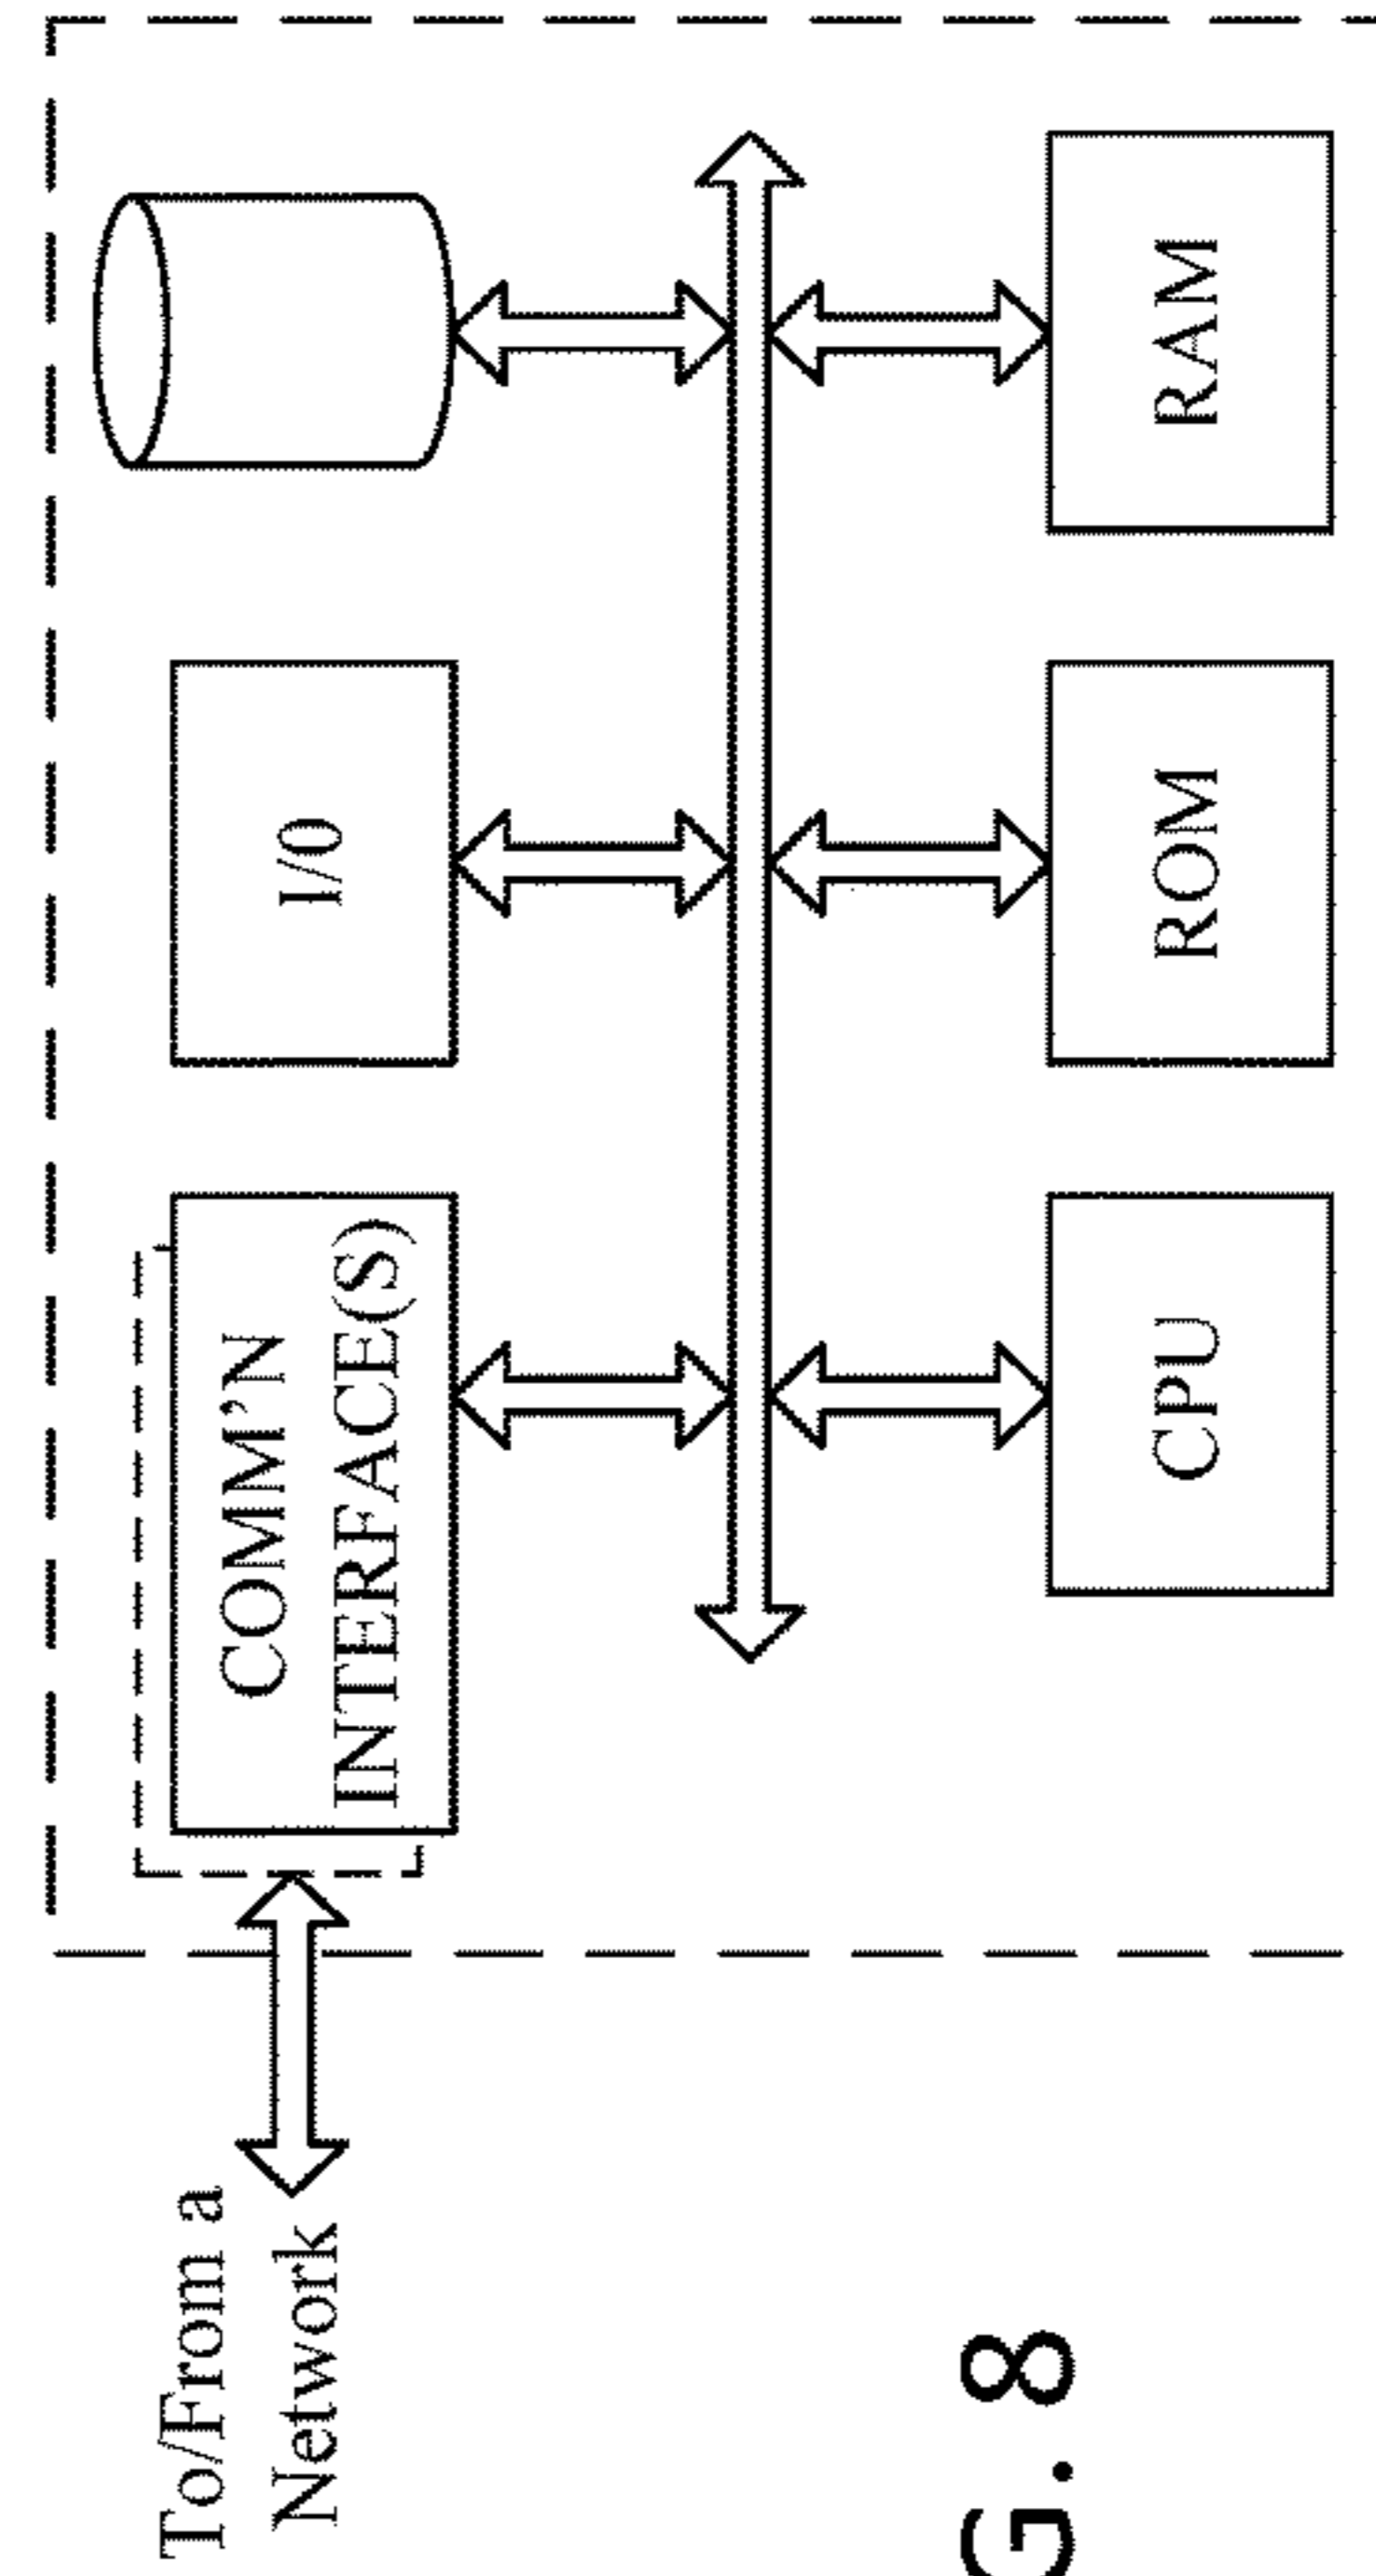 To/From a
Network
COMM'N
INTERFACE(S)
I/0
CPU
ROM
RAM
G. 8